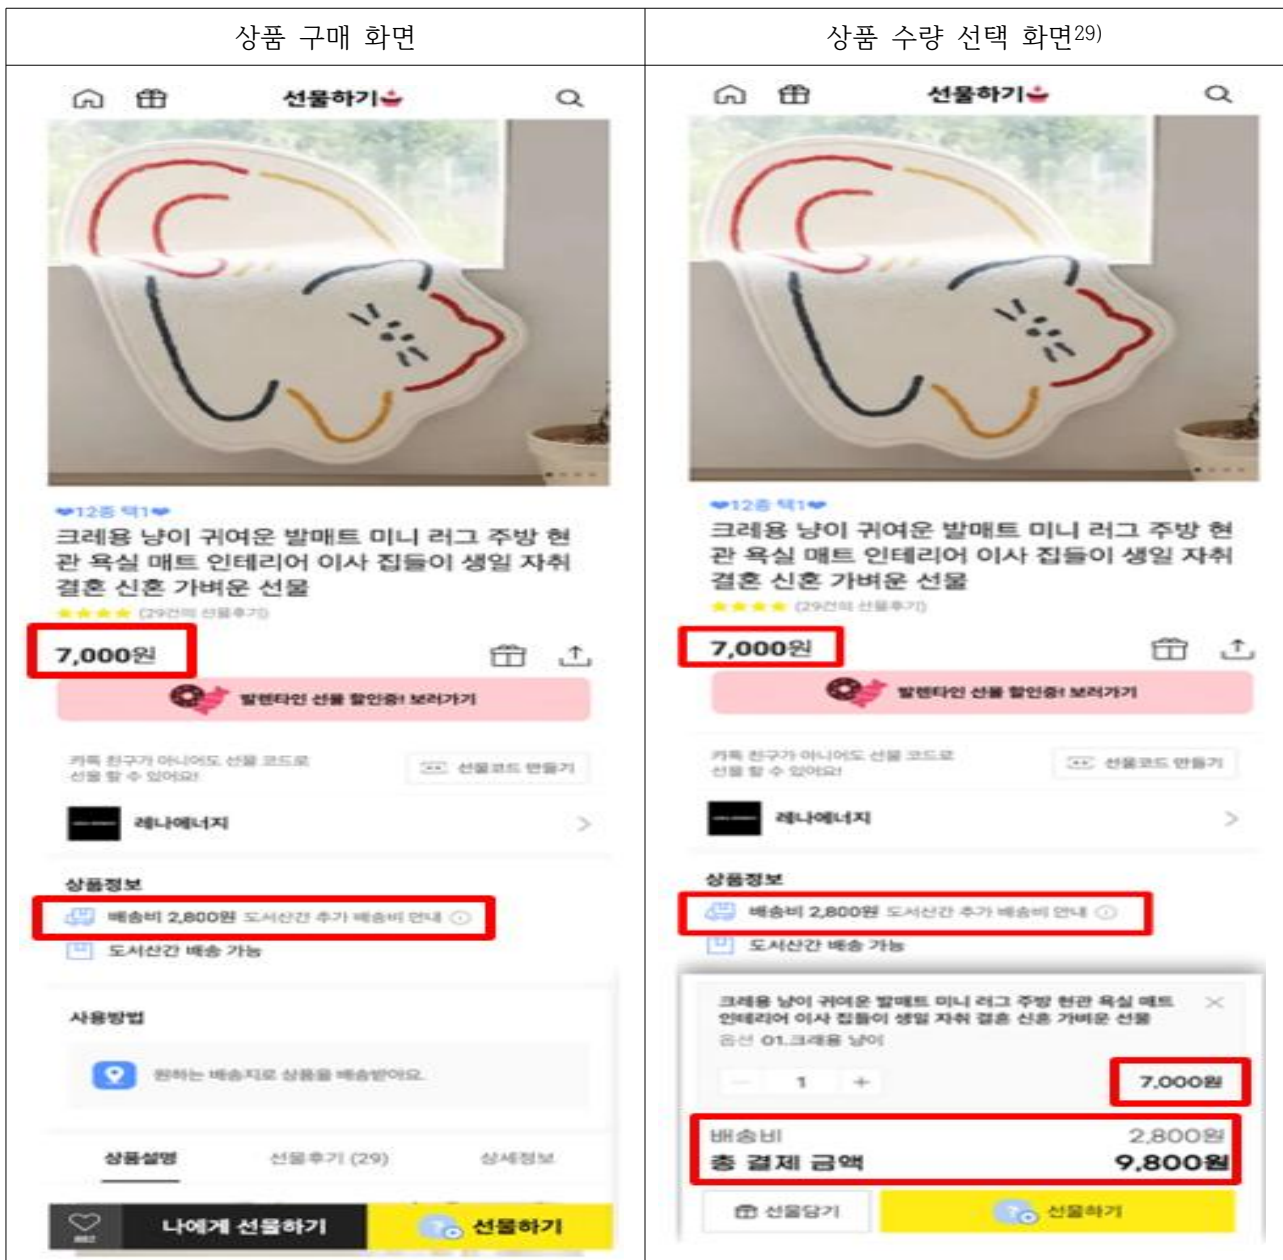 상품 구매 화면
선물하기
❤12종 택1❤
크레용 냥이 귀여운 발매트 미니 러그 주방 현
관 욕실 매트 인테리어 이사 집들이 생일 자취
결혼 신혼 가벼운 선물
★★★★ (29건의 선물후기)
7,000원
발렌타인 선물 할인중! 보러가기
카톡 친구가 아니어도 선물 코드로
선물 할 수 있어요!
선물코드 만들기
레나에너지
상품정보
배송비 2,800원 도서산간 추가 배송비 안내
도서산간 배송 가능
사용방법
원하는 배송지로 상품을 배송받아요.
상품설명 선물후기 (29) 상세정보
나에게 선물하기 선물하기
상품 수량 선택 화면29)
선물하기
❤12종 택1❤
크레용 냥이 귀여운 발매트 미니 러그 주방 현
관 욕실 매트 인테리어 이사 집들이 생일 자취
결혼 신혼 가벼운 선물
★★★★ (29건의 선물후기)
7,000원
발렌타인 선물 할인중! 보러가기
카톡 친구가 아니어도 선물 코드로
선물 할 수 있어요!
선물코드 만들기
레나에너지
상품정보
배송비 2,800원 도서산간 추가 배송비 안내
도서산간 배송 가능
크레용 냥이 귀여운 발매트 미니 러그 주방 현관 욕실 매트
인테리어 이사 집들이 생일 자취 결혼 신혼 가벼운 선물
옵션 01.크래용 냥이
- 1 + 7,000원
배송비 2,800원
총 결제 금액 9,800원
선물담기 선물하기